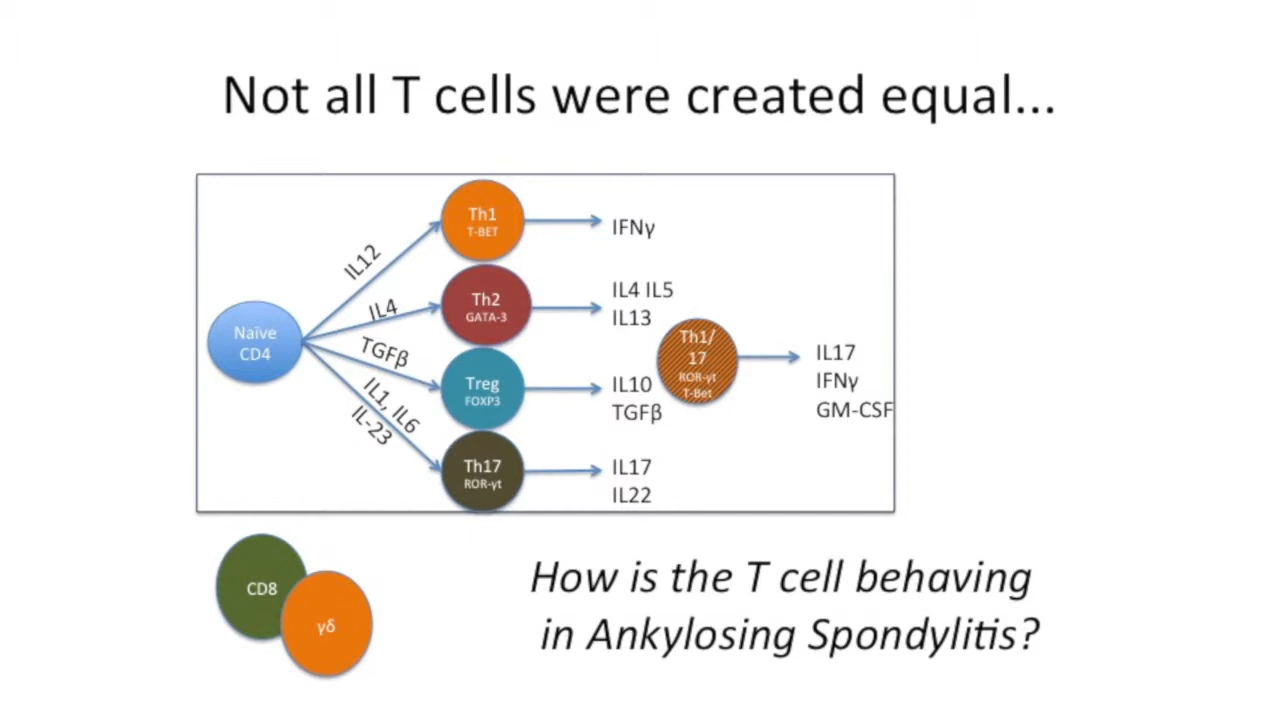 Not all T cells were created equal...
Naïve
CD4
IL12
IL4
TGFβ
IL1, IL6
IL-23
Th1
T-BET
IFNγ
Th2
GATA-3
IL4 IL5
IL13
Treg
FOXP3
IL10
TGFβ
Th17
ROR-γt
IL17
IL22
Th1/
17
ROR-γt
T-Bet
IL17
IFNγ
GM-CSF
CD8
γδ
How is the T cell behaving
in Ankylosing Spondylitis?